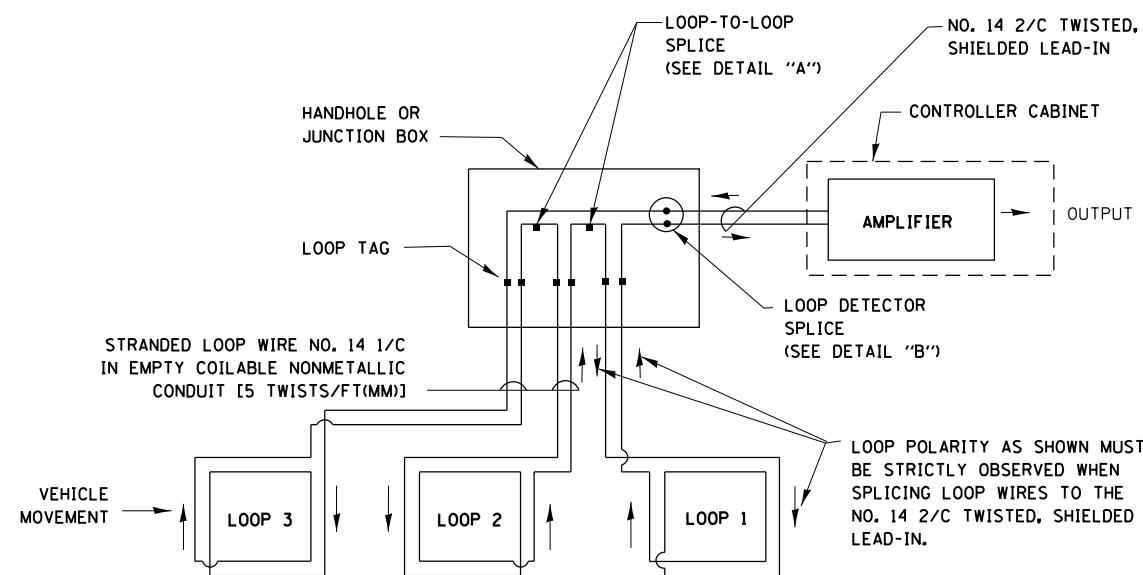 LOOP-TO-LOOP
SPLICE
(SEE DETAIL "A")
NO. 14 2/C TWISTED,
SHIELDED LEAD-IN
HANDHOLE OR
JUNCTION BOX
CONTROLLER CABINET
AMPLIFIER
OUTPUT
LOOP TAG
LOOP DETECTOR
SPLICE
(SEE DETAIL "B")
STRANDED LOOP WIRE NO. 14 1/C
IN EMPTY COILABLE NONMETALLIC
CONDUIT [5 TWISTS/FT(MM)]
LOOP POLARITY AS SHOWN MUST
BE STRICTLY OBSERVED WHEN
SPLICING LOOP WIRES TO THE
NO. 14 2/C TWISTED, SHIELDED
LEAD-IN.
VEHICLE
MOVEMENT
LOOP 3
LOOP 2
LOOP 1